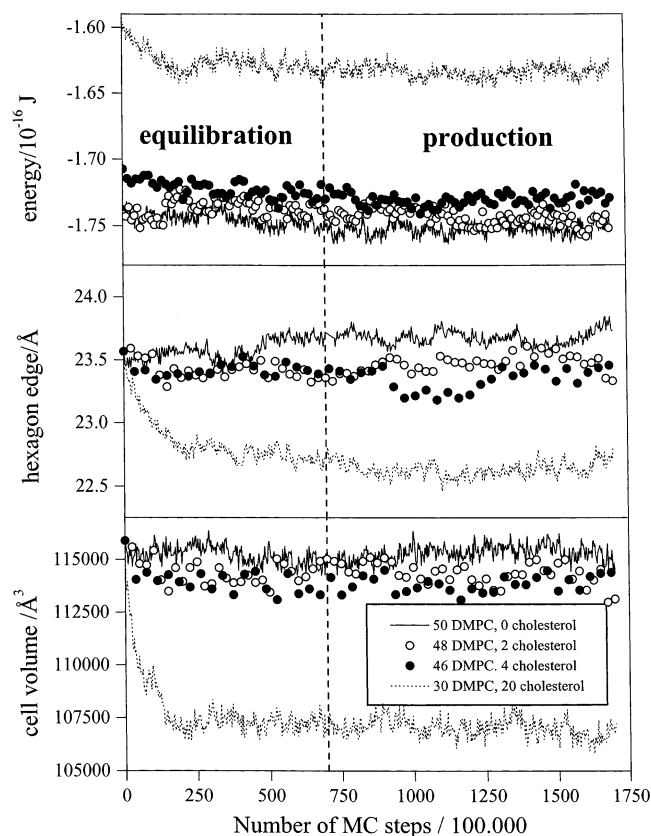 -1.60
-1.65
-1.70
-1.75
energy/10⁻¹⁶ J
equilibration
production
24.0
23.5
23.0
22.5
hexagon edge/Å
115000
112500
110000
107500
105000
cell volume /Å³
50 DMPC, 0 cholesterol
48 DMPC, 2 cholesterol
46 DMPC. 4 cholesterol
30 DMPC, 20 cholesterol
0 250 500 750 1000 1250 1500 1750
Number of MC steps / 100.000